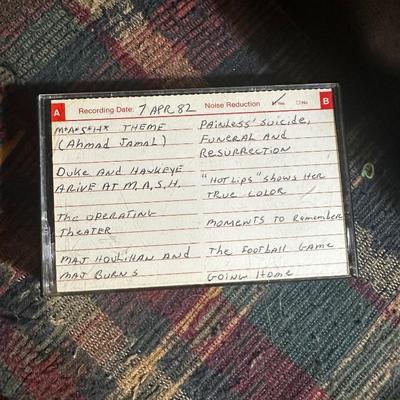 A Recording Date: 7 APR 82 Noise Reduction ☑Yes ☐No B
M*A*S*H* THEME
(Ahmad Jamal)
DUKE AND HAWKEYE
ARIVE AT M.A.S.H.
The OPERATING
Theater
MAJ HOULIHAN AND
MAJ BURNS
PAINLESS' SUICIDE,
FUNERAL AND
RESURRECTION
"HOT LIPS" SHOWS HER
TRUE COLOR
MOMENTS TO REMEMBER
The FOOTBALL GAME
GOING HOME